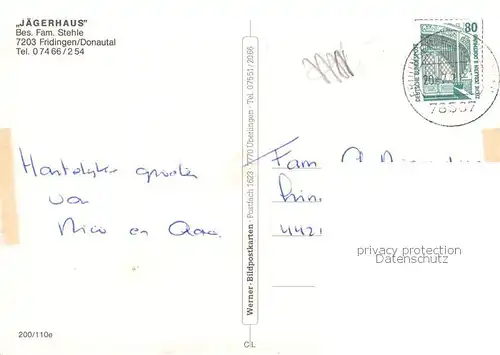 „JÄGERHAUS"
Bes. Fam. Stehle
7203 Fridingen/Donautal
Tel. 0 74 66 / 2 54
Werner-Bildpostkarten · Postfach 1623 · 7770 Überlingen · Tel. 07551/2066
80
DEUTSCHE BUNDESPOST
78567
Hartelijke groeten
van
Nico en
Fam
Prin
4421
privacy protection
Datenschutz
200/110e
C/L